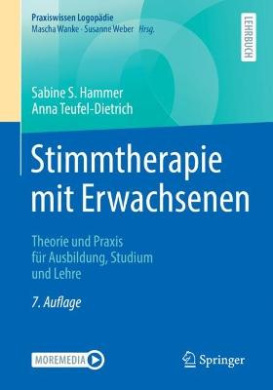 Praxiswissen Logopädie
Mascha Wanke · Susanne Weber Hrsg.
LEHRBUCH
Sabine S. Hammer
Anna Teufel-Dietrich
Stimmtherapie
mit Erwachsenen
Theorie und Praxis
für Ausbildung, Studium
und Lehre
7. Auflage
MOREMEDIA
Springer